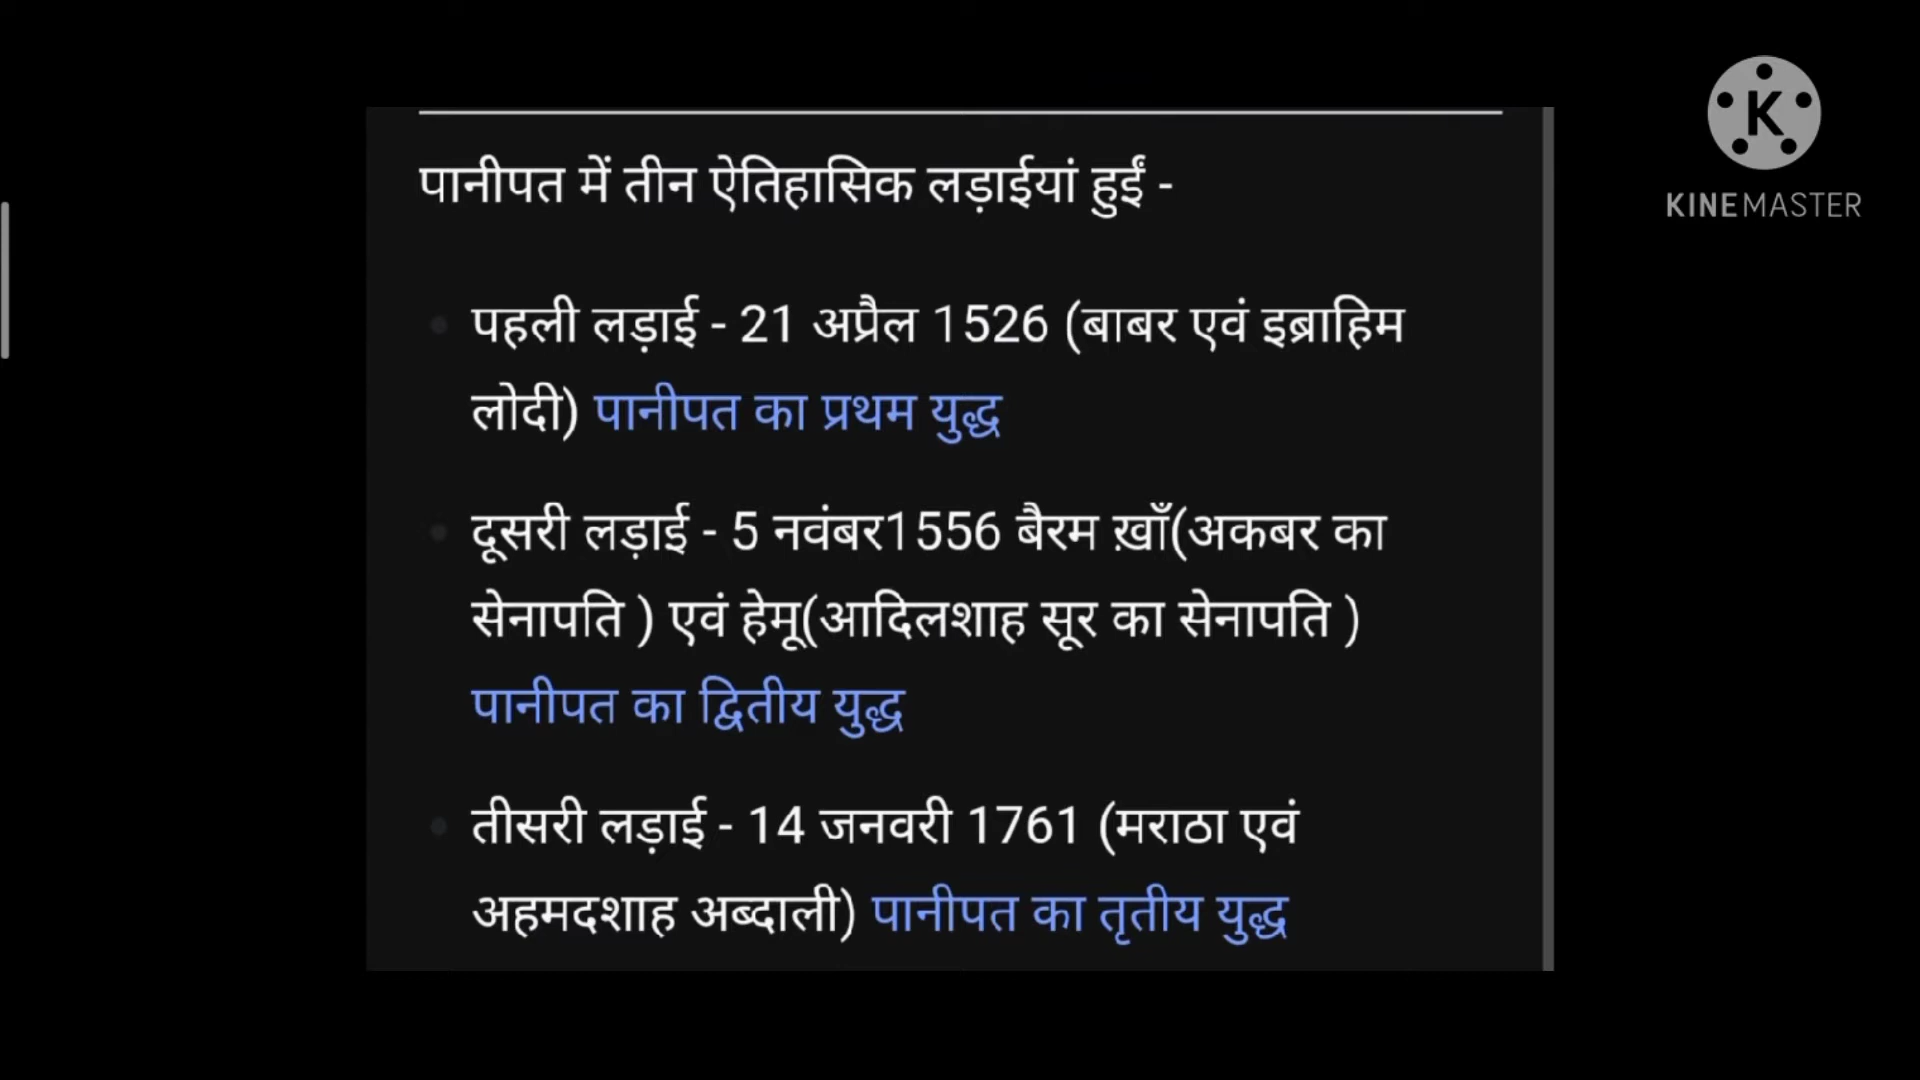 K
KINEMASTER
पानीपत में तीन ऐतिहासिक लड़ाईयां हुईं -
पहली लड़ाई - 21 अप्रैल 1526 (बाबर एवं इब्राहिम
लोदी) पानीपत का प्रथम युद्ध
दूसरी लड़ाई - 5 नवंबर1556 बैरम ख़ाँ(अकबर का
सेनापति ) एवं हेमू(आदिलशाह सूर का सेनापति )
पानीपत का द्वितीय युद्ध
तीसरी लड़ाई - 14 जनवरी 1761 (मराठा एवं
अहमदशाह अब्दाली) पानीपत का तृतीय युद्ध